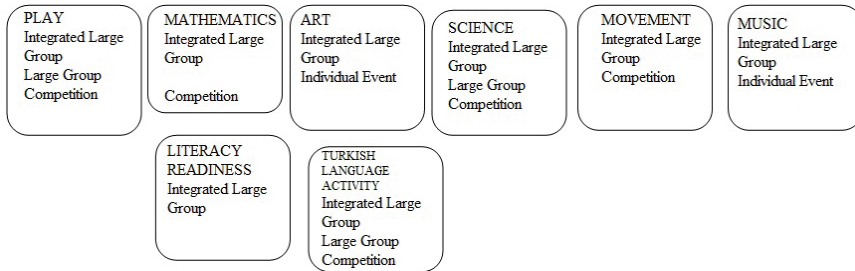 PLAY
Integrated Large
Group
Large Group
Competition
MATHEMATICS
Integrated Large
Group
Competition
ART
Integrated Large
Group
Individual Event
SCIENCE
Integrated Large
Group
Large Group
Competition
MOVEMENT
Integrated Large
Group
Competition
MUSIC
Integrated Large
Group
Individual Event
LITERACY
READINESS
Integrated Large
Group
TURKISH
LANGUAGE
ACTIVITY
Integrated Large
Group
Large Group
Competition